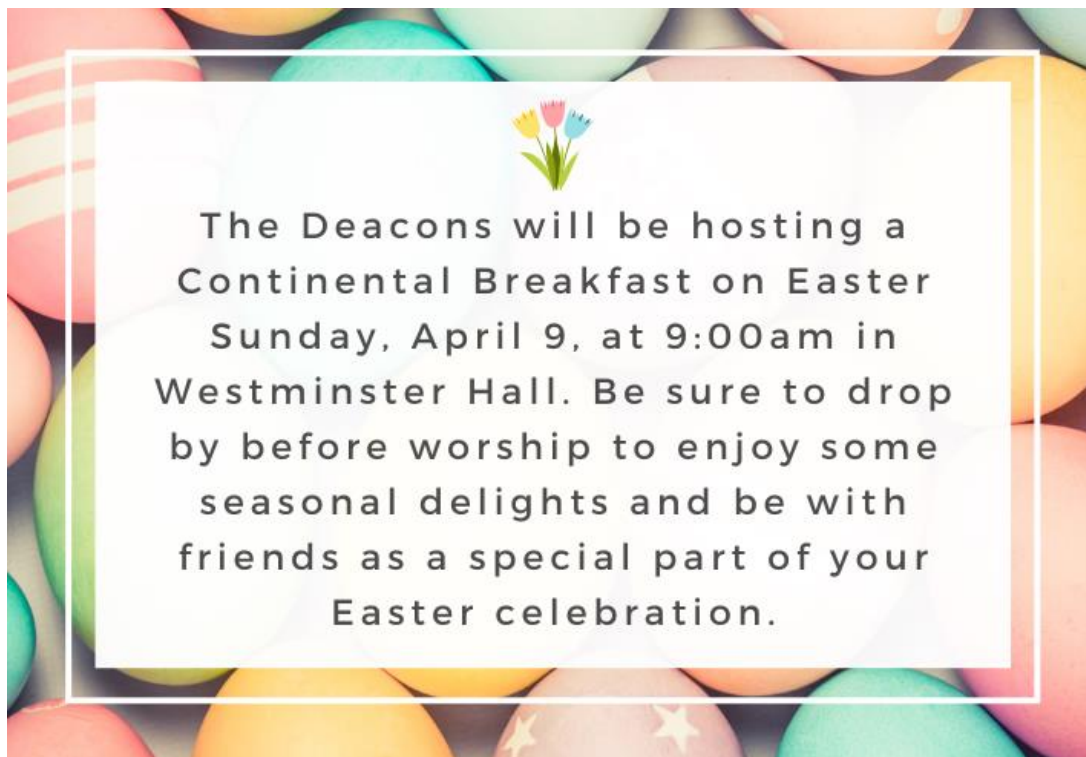 The Deacons will be hosting a
Continental Breakfast on Easter
Sunday, April 9, at 9:00am in
Westminster Hall. Be sure to drop
by before worship to enjoy some
seasonal delights and be with
friends as a special part of your
Easter celebration.